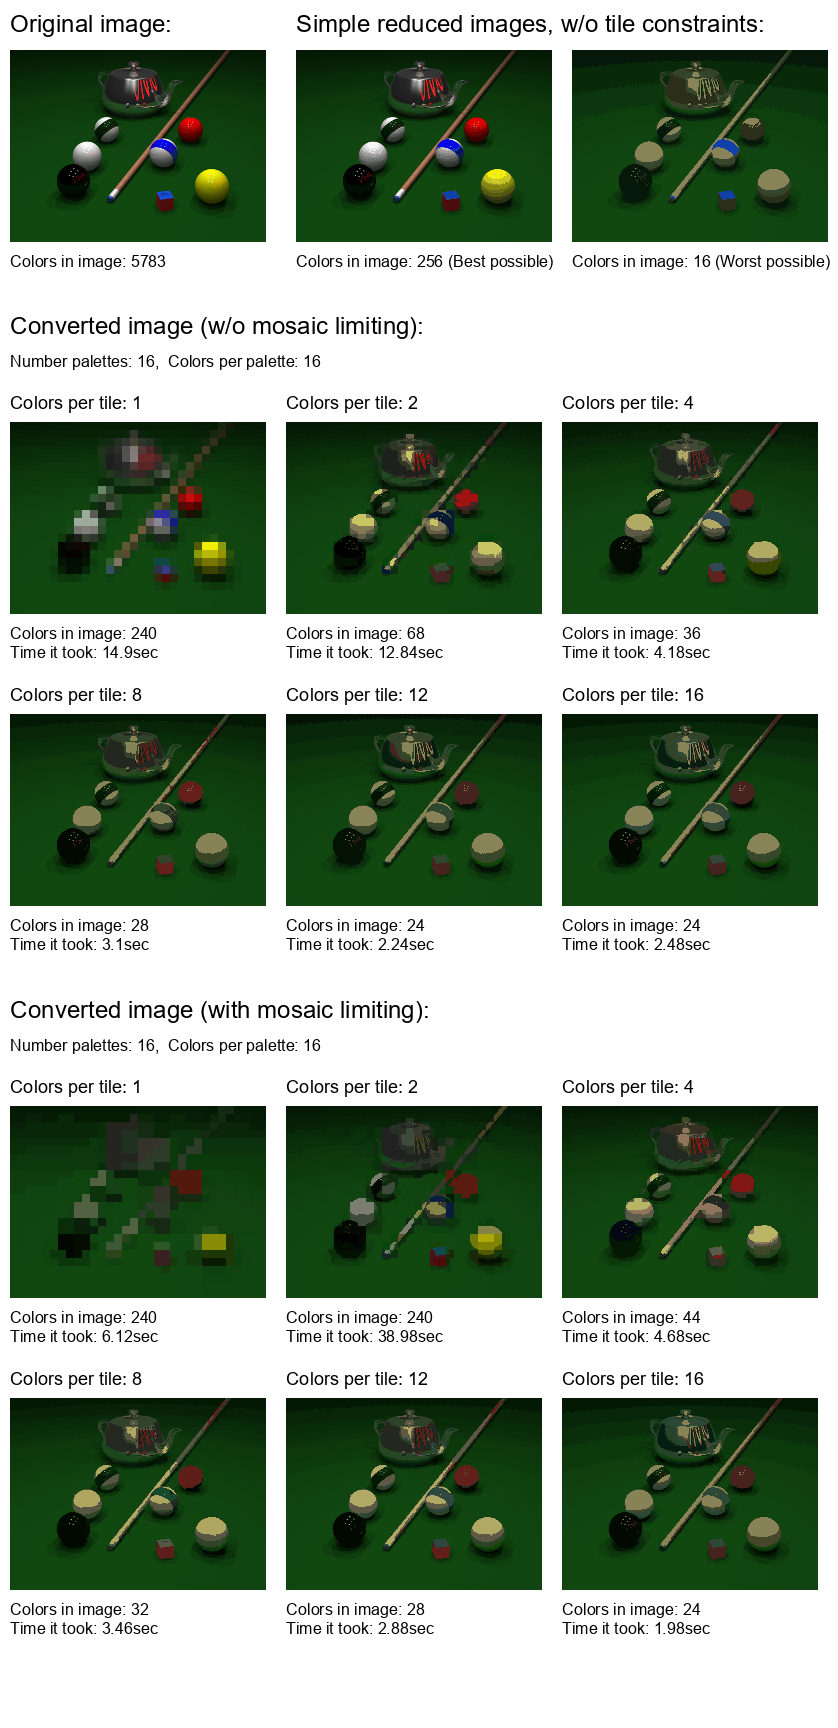 Original image:
Simple reduced images, w/o tile constraints:
Colors in image: 5783
Colors in image: 256 (Best possible)
Colors in image: 16 (Worst possible)
Converted image (w/o mosaic limiting):
Number palettes: 16,  Colors per palette: 16
Colors per tile: 1
Colors per tile: 2
Colors per tile: 4
Colors in image: 240
Time it took: 14.9sec
Colors in image: 68
Time it took: 12.84sec
Colors in image: 36
Time it took: 4.18sec
Colors per tile: 8
Colors per tile: 12
Colors per tile: 16
Colors in image: 28
Time it took: 3.1sec
Colors in image: 24
Time it took: 2.24sec
Colors in image: 24
Time it took: 2.48sec
Converted image (with mosaic limiting):
Number palettes: 16,  Colors per palette: 16
Colors per tile: 1
Colors per tile: 2
Colors per tile: 4
Colors in image: 240
Time it took: 6.12sec
Colors in image: 240
Time it took: 38.98sec
Colors in image: 44
Time it took: 4.68sec
Colors per tile: 8
Colors per tile: 12
Colors per tile: 16
Colors in image: 32
Time it took: 3.46sec
Colors in image: 28
Time it took: 2.88sec
Colors in image: 24
Time it took: 1.98sec